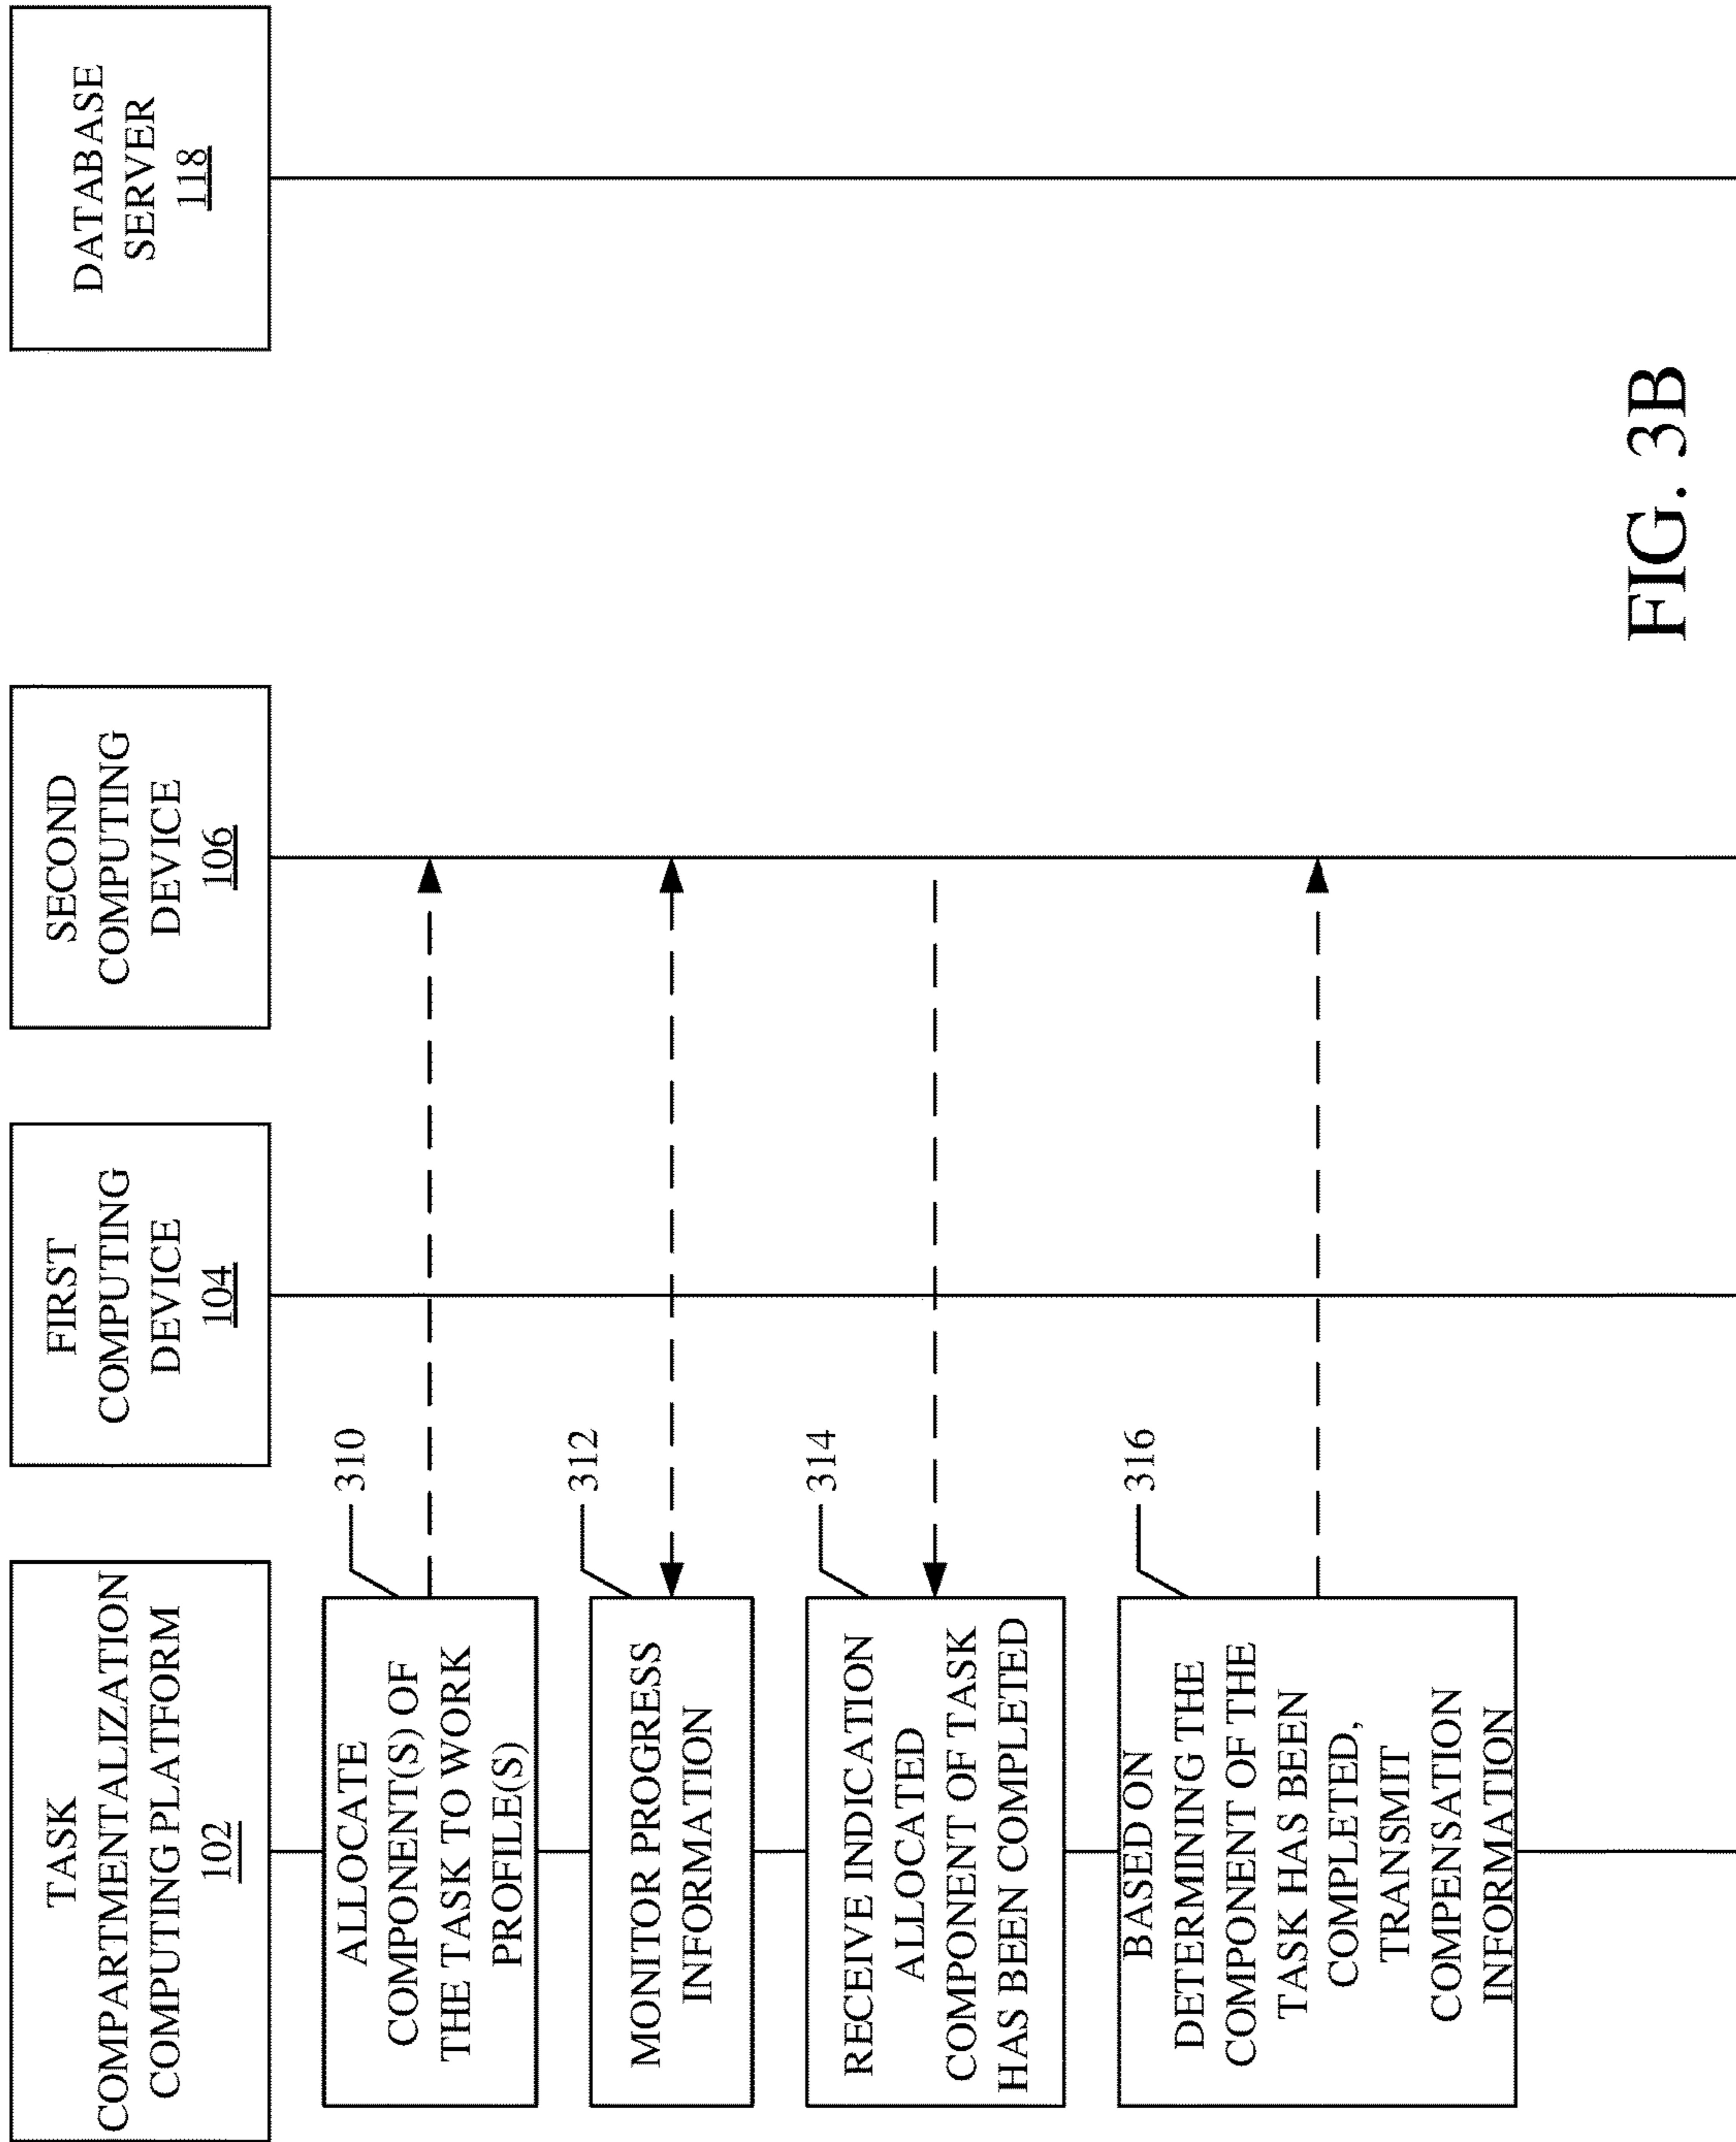 TASK
COMPARTMENTALIZATION
COMPUTING PLATFORM
102
FIRST
COMPUTING
DEVICE
104
SECOND
COMPUTING
DEVICE
106
DATABASE
SERVER
118
ALLOCATE
COMPONENT(S) OF
THE TASK TO WORK
PROFILE(S)
310
MONITOR PROGRESS
INFORMATION
312
RECEIVE INDICATION
ALLOCATED
COMPONENT OF TASK
HAS BEEN COMPLETED
314
BASED ON
DETERMINING THE
COMPONENT OF THE
TASK HAS BEEN
COMPLETED,
TRANSMIT
COMPENSATION
INFORMATION
316
FIG. 3B